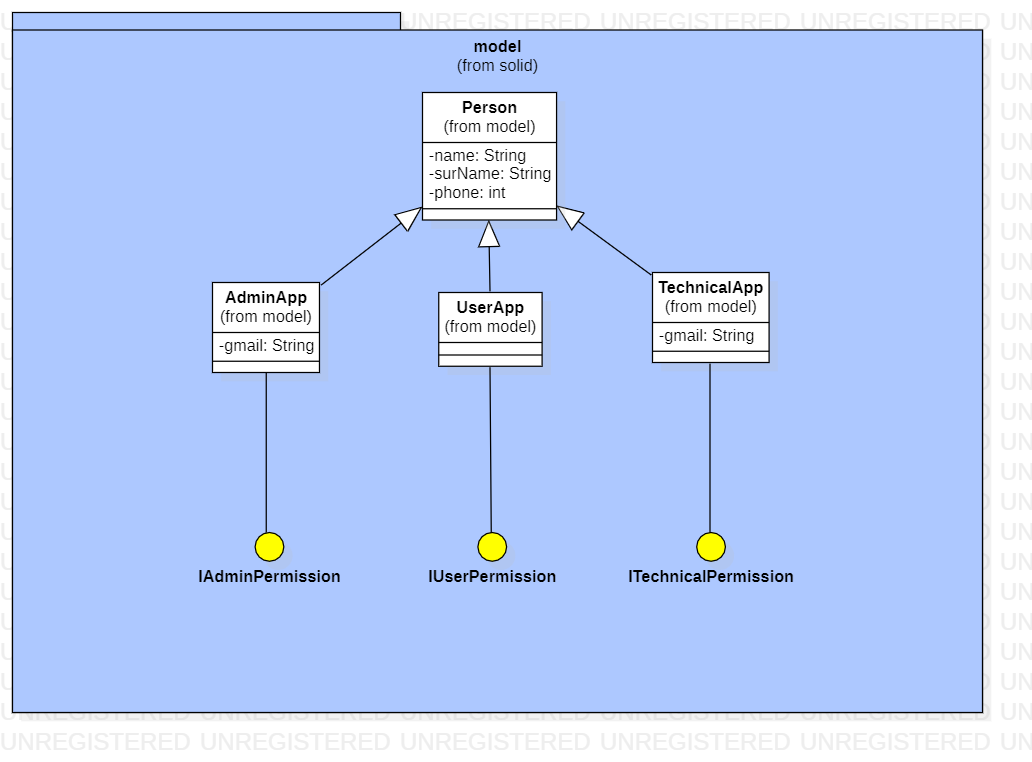 UNREGISTERED UNREGISTERED UNREGISTERED UN
model
(from solid)
Person
(from model)
-name: String
-surName: String
-phone: int
AdminApp
(from model)
-gmail: String
UserApp
(from model)
TechnicalApp
(from model)
-gmail: String
IAdminPermission
IUserPermission
ITechnicalPermission
UNREGISTERED UNREGISTERED UNREGISTERED UNREGISTERED UNREGISTERED UN